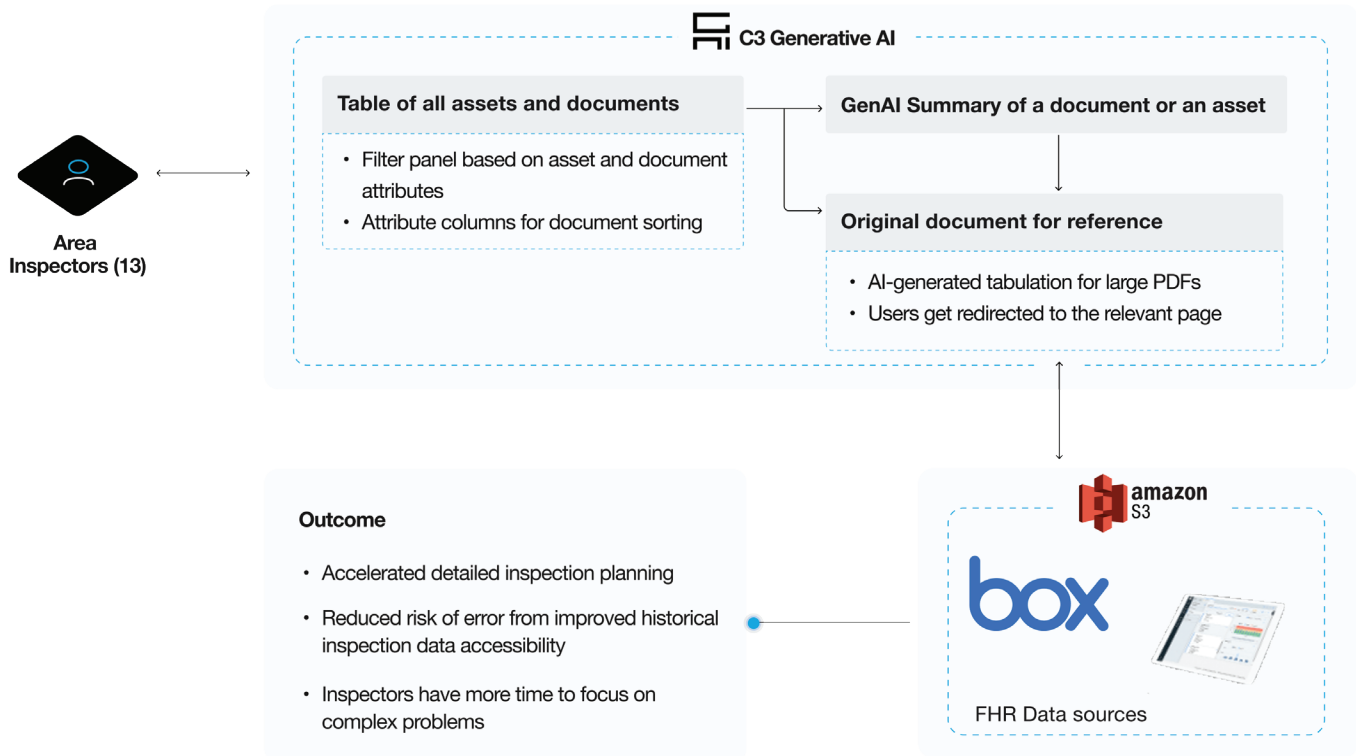 C3 Generative AI
Table of all assets and documents
• Filter panel based on asset and document
attributes
• Attribute columns for document sorting
GenAI Summary of a document or an asset
Original document for reference
• AI-generated tabulation for large PDFs
• Users get redirected to the relevant page
Area
Inspectors (13)
Outcome
• Accelerated detailed inspection planning
• Reduced risk of error from improved historical
inspection data accessibility
• Inspectors have more time to focus on
complex problems
amazon
S3
box
FHR Data sources